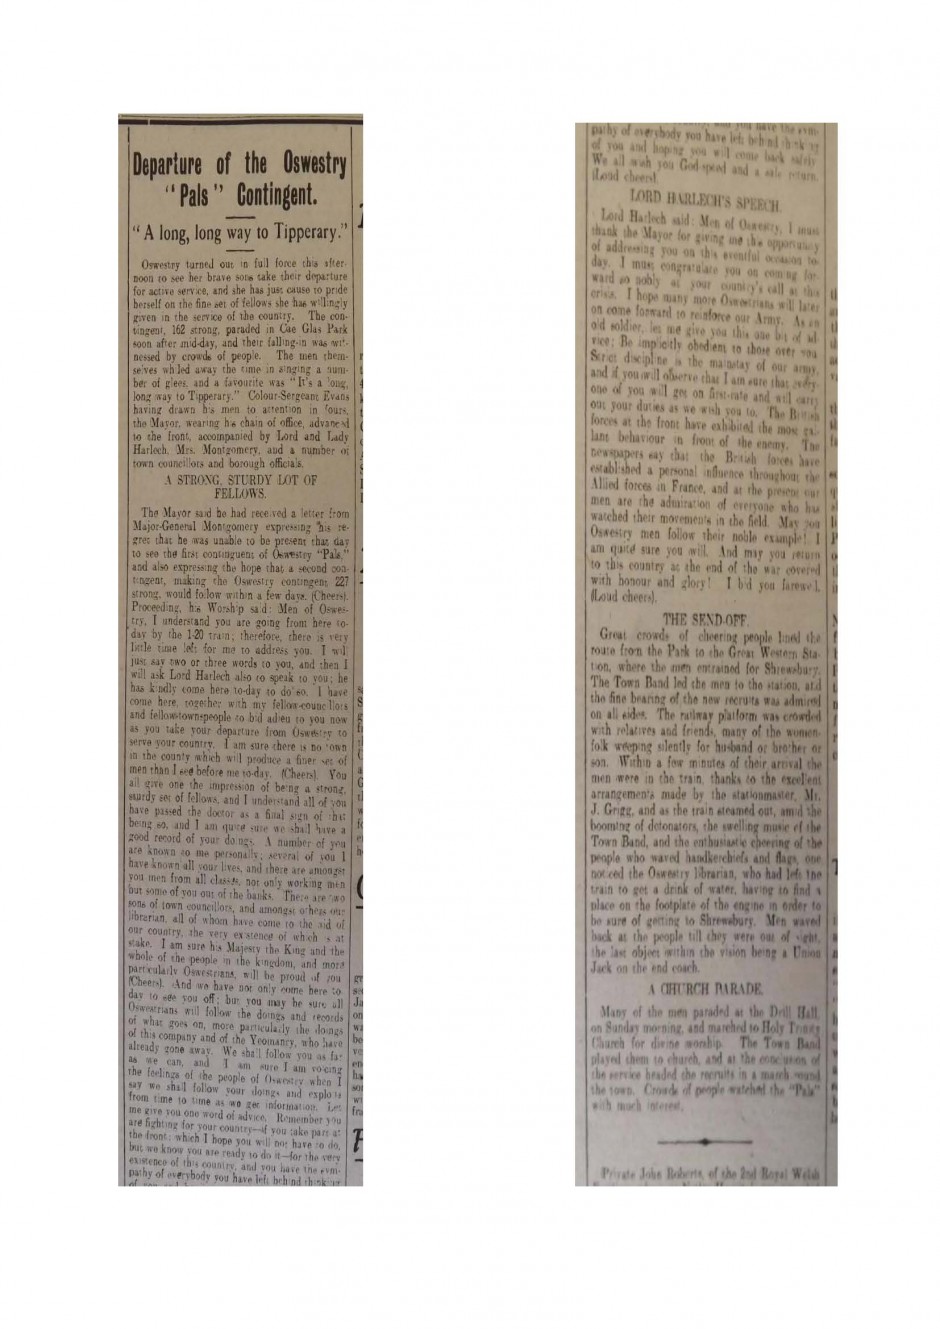 Departure of the Oswestry
"Pals" Contingent.
"A long, long way to Tipperary."
Oswestry turned out in full force this after-
noon to see her brave sons take their departure
for active service, and she has just cause to pride
herself on the fine set of fellows she has willingly
given in the service of the country. The con-
tingent, 162 strong, paraded in Cae Glas Park
soon after mid-day, and their falling-in was wit-
nessed by crowds of people. The men them-
selves whiled away the time in singing a num-
ber of glees, and a favourite was "It's a long,
long way to Tipperary." Colour-Sergeant Evans
having drawn his men to attention in fours,
the Mayor, wearing his chain of office, advanced
to the front, accompanied by Lord and Lady
Harlech, Mrs. Montgomery, and a number of
town councillors and borough officials.
A STRONG, STURDY LOT OF
FELLOWS.
The Mayor said he had received a letter from
Major-General Montgomery expressing his re-
gret that he was unable to be present that day
to see the first continguent of Oswestry "Pals,"
and also expressing the hope that a second con-
tingent, making the Oswestry contingent 227
strong, would follow within a few days. (Cheers).
Proceeding, his Worship said: Men of Oswes-
try, I understand you are going from here to-
day by the 1-20 train; therefore, there is very
little time left for me to address you. I will
just say two or three words to you, and then I
will ask Lord Harlech also to speak to you; he
has kindly come here to-day to do so. I have
come here, together with my fellow-councillors
and fellow-townspeople to bid adieu to you now
as you take your departure from Oswestry to
serve your country. I am sure there is no town
in the county which will produce a finer set of
men than I see before me to-day. (Cheers). You
all give one the impression of being a strong,
sturdy set of fellows, and I understand all of you
have passed the doctor as a final sign of that
being so, and I am quite sure we shall have a
good record of your doings. A number of you
are known to me personally; several of you I
have known all your lives, and there are amongst
you men from all classes, not only working men
but some of you out of the banks. There are two
sons of town councillors, and amongst others our
librarian, all of whom have come to the aid of
our country, the very existence of which is at
stake. I am sure his Majesty the King and the
whole of the people in the kingdom, and more
particularly Oswestrians, will be proud of you
(Cheers). And we have not only come here to-
day to see you off; but you may be sure all
Oswestrians will follow the doings and records
of what goes on, more particularly the doings
of this company and of the Yeomanry, who have
already gone away. We shall follow you as far
as we can, and I am sure I am voicing
the feelings of the people of Oswestry when I
say we shall follow your doings and exploits
from time to time as we get information. Let
me give you one word of advice. Remember you
are fighting for your country—if you take part at
the front; which I hope you will not have to do,
but we know you are ready to do it—for the very
existence of this country, and you have the sym-
pathy of everybody you have left behind thinking
you have the sym-
pathy of everybody you have left behind thinking
of you and hoping you will come back safely.
We all wish you God-speed and a safe return.
(Loud cheers).
LORD HARLECH'S SPEECH.
Lord Harlech said: Men of Oswestry, I must
thank the Mayor for giving me the opportunity
of addressing you on this eventful occasion to-
day. I must congratulate you on coming for-
ward so nobly at your country's call at this
crisis. I hope many more Oswestrians will later
on come forward to reinforce our Army. As an
old soldier, let me give you this one bit of ad-
vice: Be implicitly obedient to those over you
Strict discipline is the mainstay of our army,
and if you will observe that I am sure that every
one of you will get on first-rate and will carry
out your duties as we wish you to. The British
forces at the front have exhibited the most gal-
lant behaviour in front of the enemy. The
newspapers say that the British forces have
established a personal influence throughout the
Allied forces in France, and at the present our
men are the admiration of everyone who has
watched their movements in the field. May you
Oswestry men follow their noble example! I
am quite sure you will. And may you return
to this country at the end of the war covered
with honour and glory! I bid you farewell.
(Loud cheers).
THE SEND-OFF.
Great crowds of cheering people lined the
route from the Park to the Great Western Sta-
tion, where the men entrained for Shrewsbury.
The Town Band led the men to the station, and
the fine bearing of the new recruits was admired
on all sides. The railway platform was crowded
with relatives and friends, many of the women-
folk weeping silently for husband or brother or
son. Within a few minutes of their arrival the
men were in the train, thanks to the excellent
arrangements made by the stationmaster, Mr.
J. Grigg, and as the train steamed out, amid the
booming of detonators, the swelling music of the
Town Band, and the enthusiastic cheering of the
people who waved handkerchiefs and flags, one
noticed the Oswestry librarian, who had left the
train to get a drink of water, having to find a
place on the footplate of the engine in order to
be sure of getting to Shrewsbury. Men waved
back at the people till they were out of sight,
the last object within the vision being a Union
Jack on the end coach.
A CHURCH PARADE.
Many of the men paraded at the Drill Hall,
on Sunday morning, and marched to Holy Trinity
Church for divine worship. The Town Band
played them to church, and at the conclusion of
the service headed the recruits in a march round
the town. Crowds of people watched the "Pals"
with much interest.
Private John Roberts, of the 2nd Royal Welsh